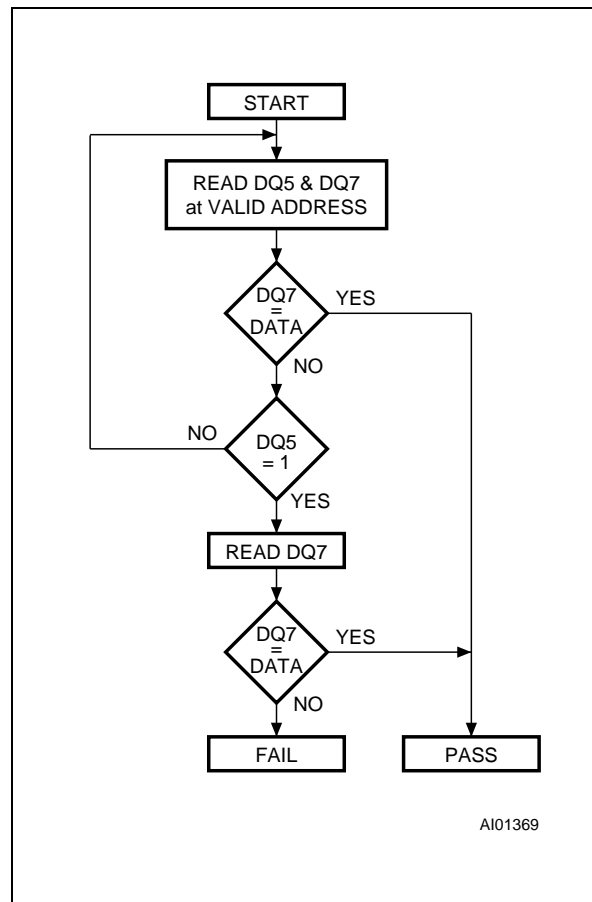 START
READ DQ5 & DQ7
at VALID ADDRESS
DQ7
=
DATA
YES
NO
DQ5
= 1
NO
YES
READ DQ7
DQ7
=
DATA
YES
NO
FAIL
PASS
AI01369